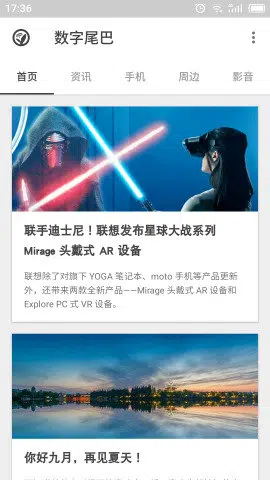 17:36
数字尾巴
首页 资讯 手机 周边 影音
联手迪士尼！联想发布星球大战系列
Mirage 头戴式 AR 设备
联想除了对旗下 YOGA 笔记本、moto 手机等产品更新
外，还带来两款全新产品——Mirage 头戴式 AR 设备和
Explore PC 式 VR 设备。
你好九月，再见夏天！